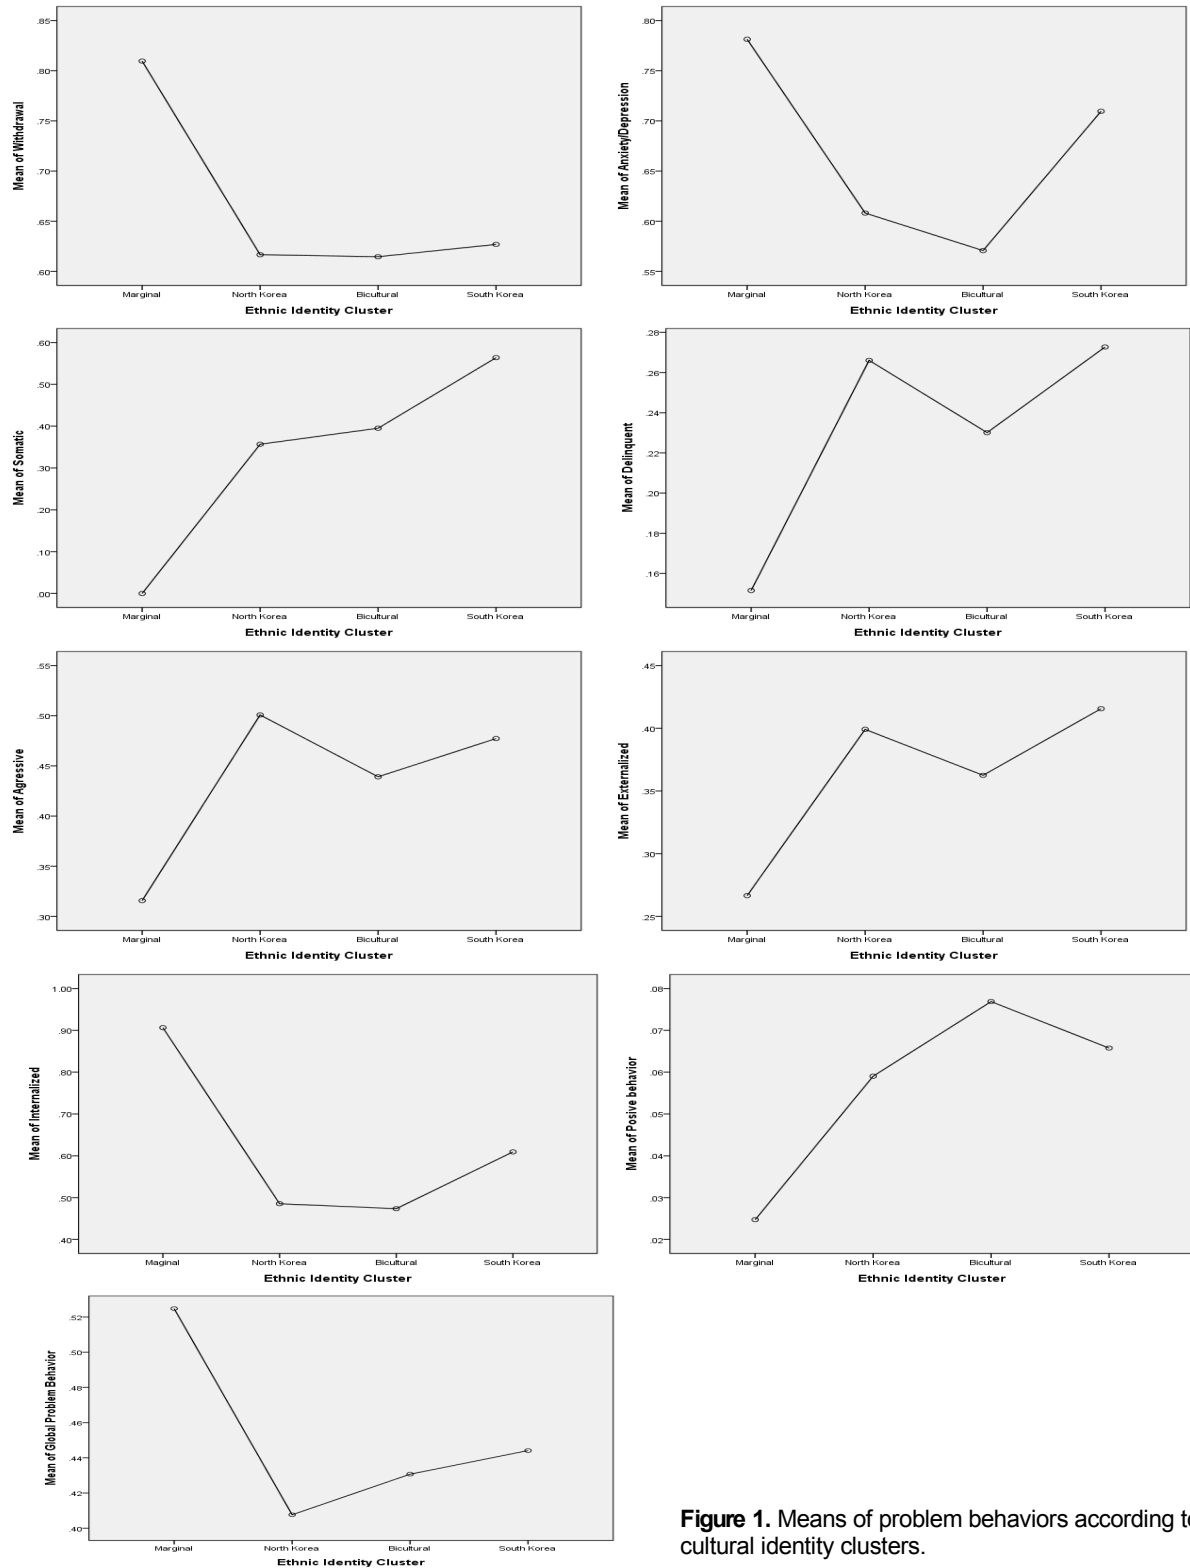 .85
.80
.75
.70
.65
.60
Mean of Withdrawal
Marginal North Korea Bicultural South Korea
Ethnic Identity Cluster
.80
.75
.70
.65
.60
.55
Mean of Anxiety/Depression
Marginal North Korea Bicultural South Korea
Ethnic Identity Cluster
.60
.50
.40
.30
.20
.10
.00
Mean of Somatic
Marginal North Korea Bicultural South Korea
Ethnic Identity Cluster
.28
.26
.24
.22
.20
.18
.16
Mean of Delinquent
Marginal North Korea Bicultural South Korea
Ethnic Identity Cluster
.55
.50
.45
.40
.35
.30
Mean of Agressive
Marginal North Korea Bicultural South Korea
Ethnic Identity Cluster
.45
.40
.35
.30
.25
Mean of Externalized
Marginal North Korea Bicultural South Korea
Ethnic Identity Cluster
1.00
.90
.80
.70
.60
.50
.40
Mean of Internalized
Maginal North Korea Bicultural South Korea
Ethnic Identity Cluster
.08
.07
.06
.05
.04
.03
.02
Mean of Posive behavior
Marginal North Korea Bicultural South Korea
Ethnic Identity Cluster
.52
.50
.48
.46
.44
.42
.40
Mean of Global Problem Behavior
Marginal North Korea Bicultural South Korea
Ethnic Identity Cluster
Figure 1. Means of problem behaviors according to
cultural identity clusters.